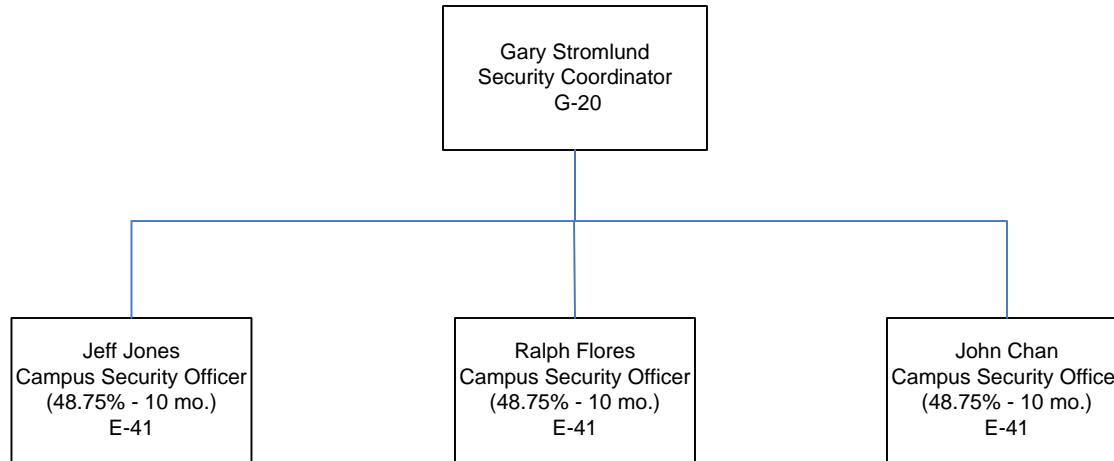 Gary Stromlund
Security Coordinator
G-20
Jeff Jones
Campus Security Officer
(48.75% - 10 mo.)
E-41
Ralph Flores
Campus Security Officer
(48.75% - 10 mo.)
E-41
John Chan
Campus Security Office
(48.75% - 10 mo.)
E-41